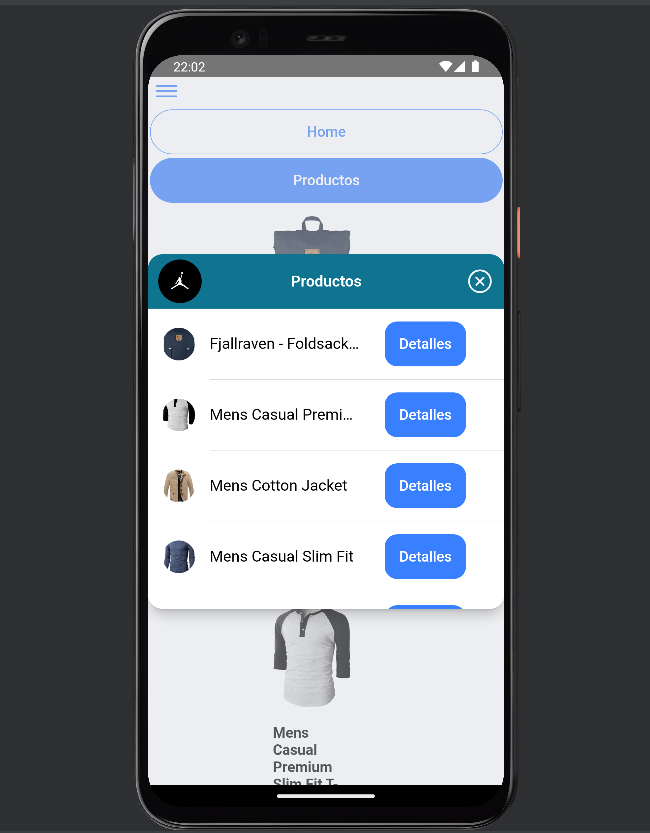 22:02
Home
Productos
Productos
Fjallraven - Foldsack...
Detalles
Mens Casual Premi...
Detalles
Mens Cotton Jacket
Detalles
Mens Casual Slim Fit
Detalles
Mens
Casual
Premium
Slim Fit T-